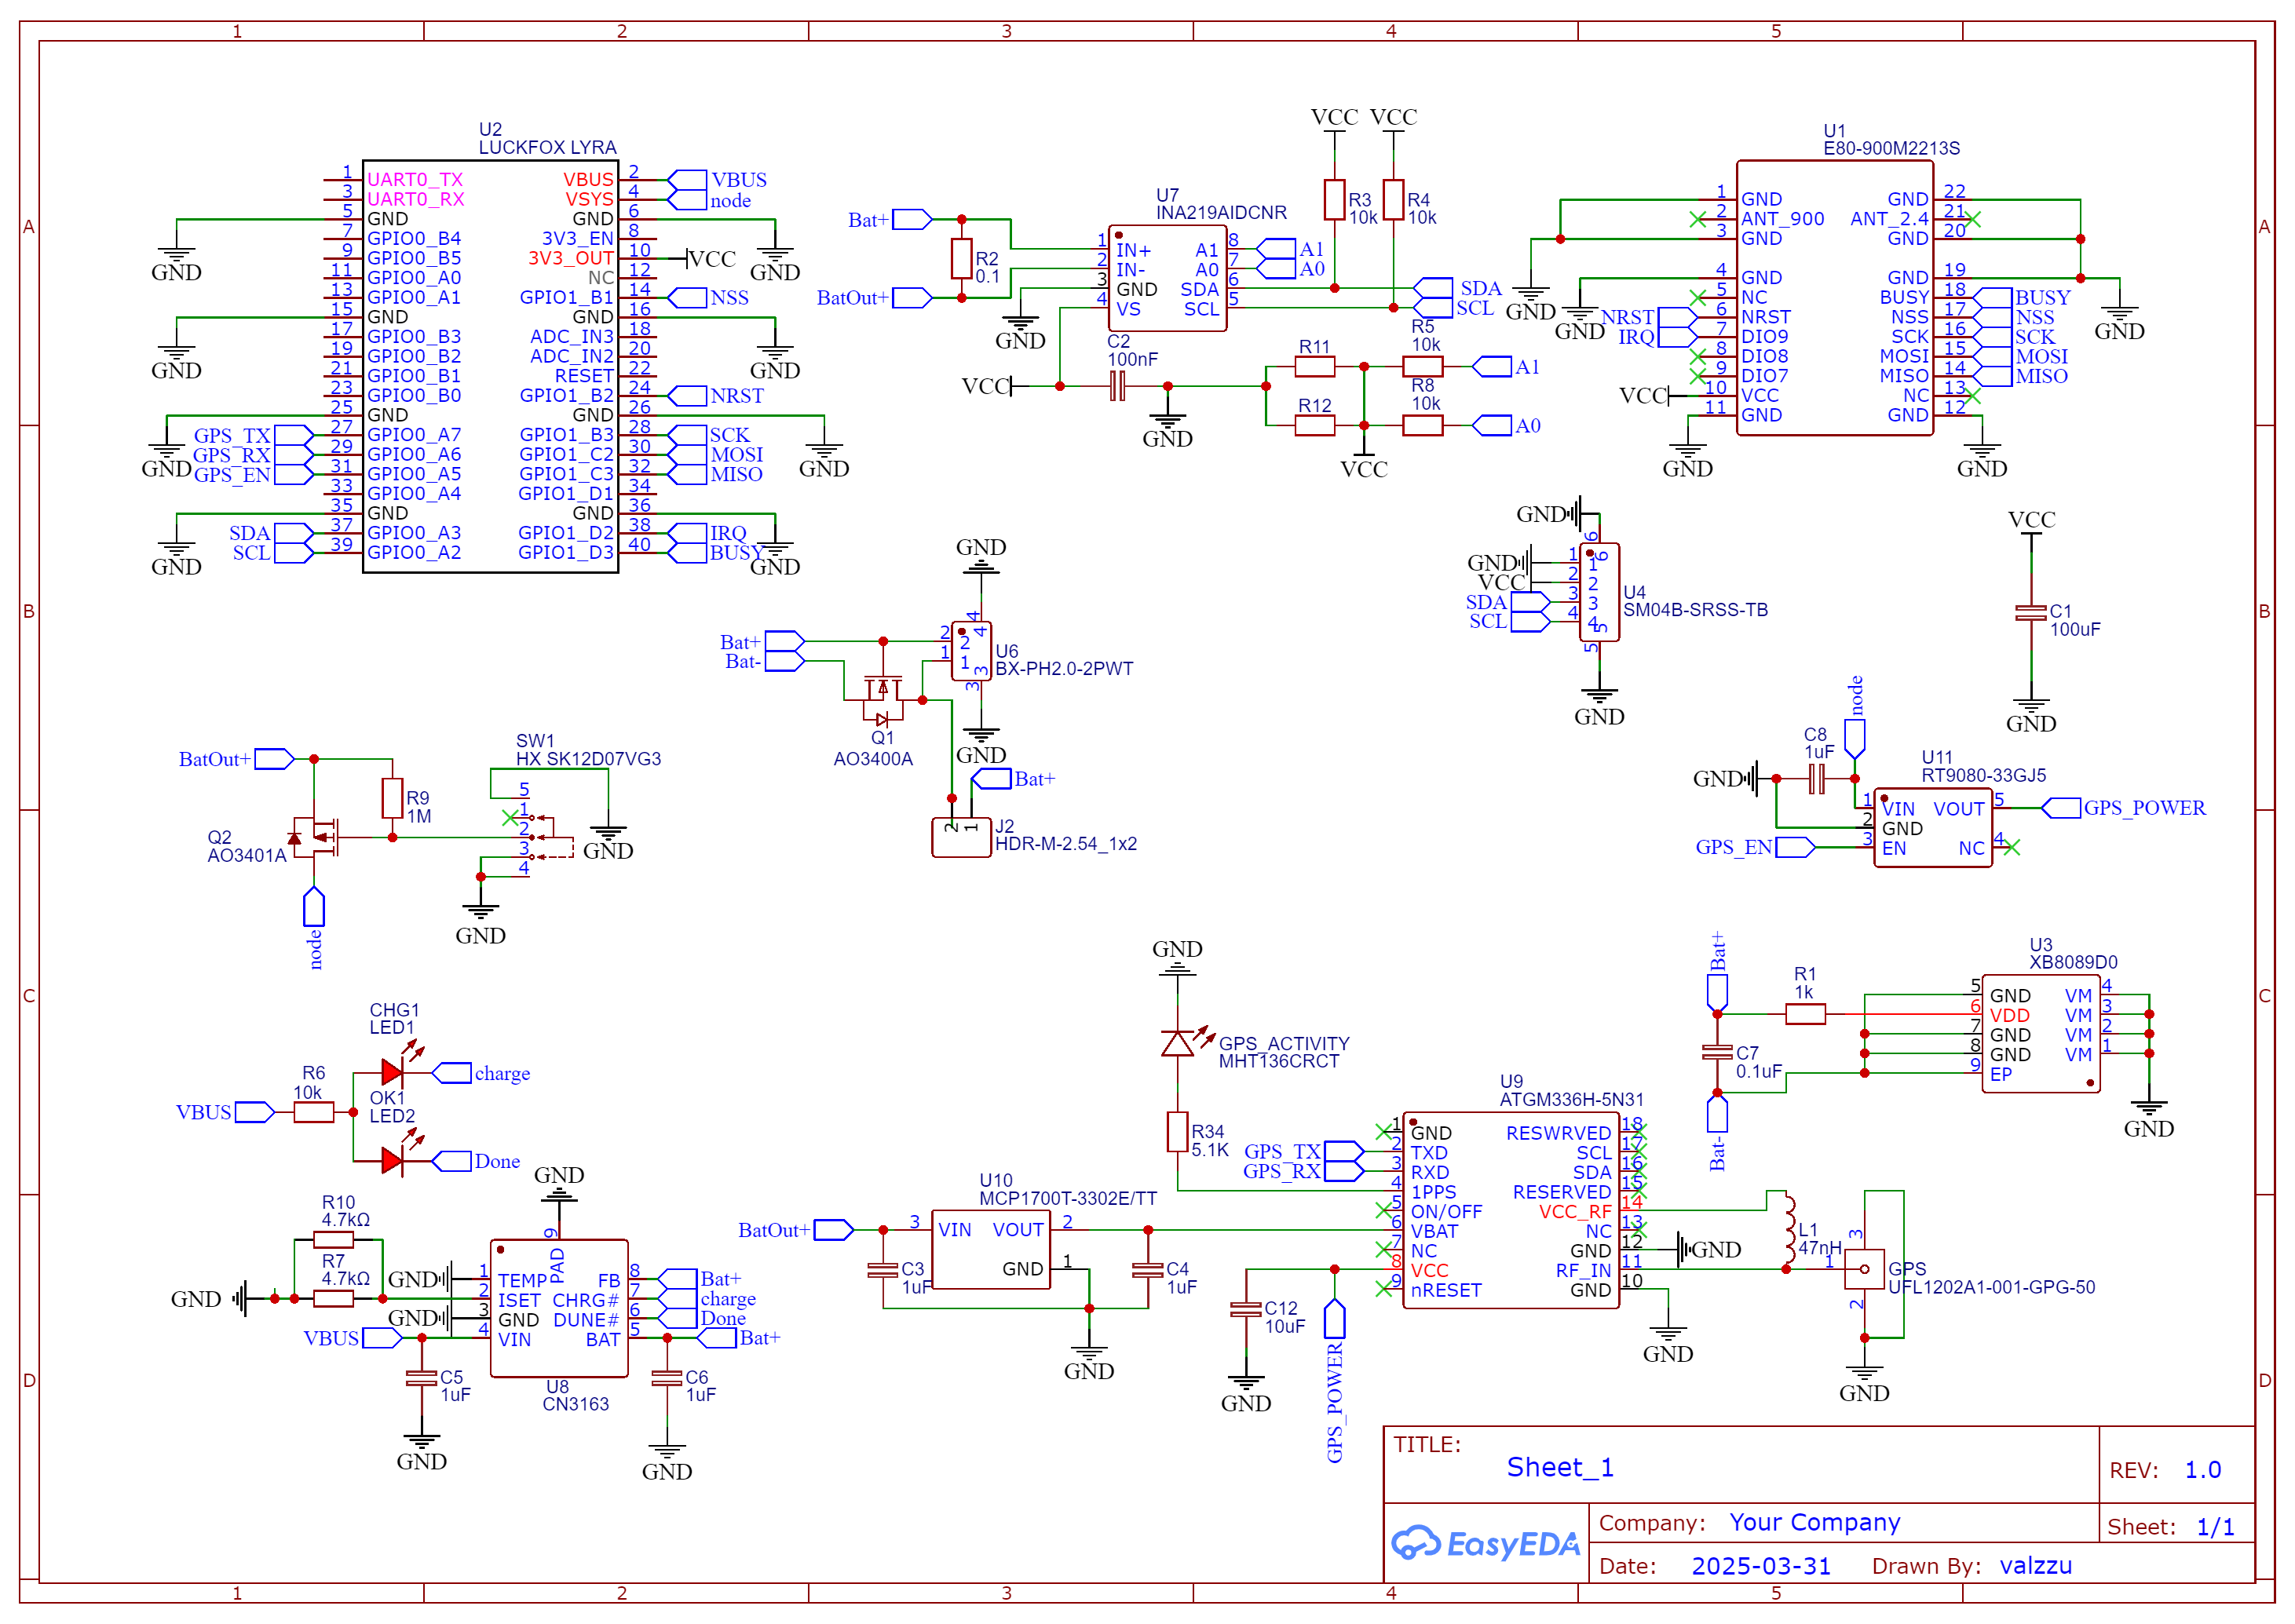 1 2 3 4 5
A
B
C
D
A
B
C
D
U2
LUCKFOX LYRA
1 UART0_TX
3 UART0_RX
5 GND
7 GPIO0_B4
9 GPIO0_B5
11 GPIO0_A0
13 GPIO0_A1
15 GND
17 GPIO0_B3
19 GPIO0_B2
21 GPIO0_B1
23 GPIO0_B0
25 GND
GPS_TX 27 GPIO0_A7
GPS_RX 29 GPIO0_A6
GPS_EN 31 GPIO0_A5
33 GPIO0_A4
35 GND
SDA 37 GPIO0_A3
SCL 39 GPIO0_A2
VBUS 2 VBUS
VSYS 4 node
GND 6
3V3_EN 8
3V3_OUT 10 VCC
NC 12
GPIO1_B1 14 NSS
GND 16
ADC_IN3 18
ADC_IN2 20
RESET 22
GPIO1_B2 24 NRST
GND 26
GPIO1_B3 28 SCK
GPIO1_C2 30 MOSI
GPIO1_C3 32 MISO
GPIO1_D1 34
GND 36
GPIO1_D2 38 IRQ
GPIO1_D3 40 BUSY
GND
GND
GND
GND
GND
GND
GND
GND
VCC VCC
R3
10k
R4
10k
U7
INA219AIDCNR
Bat+
R2
0.1
BatOut+
1 IN+
2 IN-
3 GND
4 VS
A1 8 A1
A0 7 A0
SDA 6 SDA
SCL 5 SCL
GND
C2
100nF
VCC
GND
R11
R12
R5
10k
R8
10k
A1
A0
VCC
U1
E80-900M2213S
1 GND
2 ANT_900
3 GND
4 GND
5 NC
NRST 6 NRST
IRQ 7 DIO9
8 DIO8
9 DIO7
VCC 10 VCC
11 GND
GND 22
ANT_2.4 21
GND 20
GND 19
BUSY 18 BUSY
NSS 17 NSS
SCK 16 SCK
MOSI 15 MOSI
MISO 14 MISO
NC 13
GND 12
GND
GND
GND
GND
GND
GND
6
6
GND 1 1
VCC 2 2
SDA 3 3
SCL 4 4
5
5
U4
SM04B-SRSS-TB
GND
VCC
C1
100uF
GND
GND
4
4
Bat+ 2 2
Bat- 1 1
3
3
U6
BX-PH2.0-2PWT
Q1
AO3400A
GND
Bat+
2 1
J2
HDR-M-2.54_1x2
BatOut+
R9
1M
Q2
AO3401A
node
SW1
HX SK12D07VG3
5
1
2
3
4
GND
GND
node
C8
1uF
GND
U11
RT9080-33GJ5
1 VIN
2 GND
GPS_EN 3 EN
VOUT 5 GPS_POWER
NC 4
Bat+
R1
1k
C7
0.1uF
Bat-
U3
XB8089D0
5 GND
6 VDD
7 GND
8 GND
9 EP
VM 4
VM 3
VM 2
VM 1
GND
CHG1
LED1
charge
R6
10k
VBUS
OK1
LED2
Done
R10
4.7kΩ
R7
4.7kΩ
GND
GND
9
PAD
GND 1 TEMP
2 ISET
GND 3 GND
VBUS 4 VIN
FB 8 Bat+
CHRG# 7 charge
DUNE# 6 Done
BAT 5 Bat+
U8
CN3163
C5
1uF
GND
C6
1uF
GND
GND
GPS_ACTIVITY
MHT136CRCT
R34
5.1K
U10
MCP1700T-3302E/TT
BatOut+ 3 VIN
VOUT 2
GND 1
C3
1uF
C4
1uF
GND
U9
ATGM336H-5N31
1 GND
GPS_TX 2 TXD
GPS_RX 3 RXD
4 1PPS
5 ON/OFF
6 VBAT
7 NC
8 VCC
9 nRESET
RESWRVED 18
SCL 17
SDA 16
RESERVED 15
VCC_RF 14
NC 13
GND 12 GND
RF_IN 11
GND 10
C12
10uF
GND
GPS_POWER
GND
L1
47nH
3
1
2
GPS
UFL1202A1-001-GPG-50
GND
TITLE:
Sheet_1
REV: 1.0
EasyEDA
Company: Your Company
Sheet: 1/1
Date: 2025-03-31 Drawn By: valzzu
1 2 3 4 5